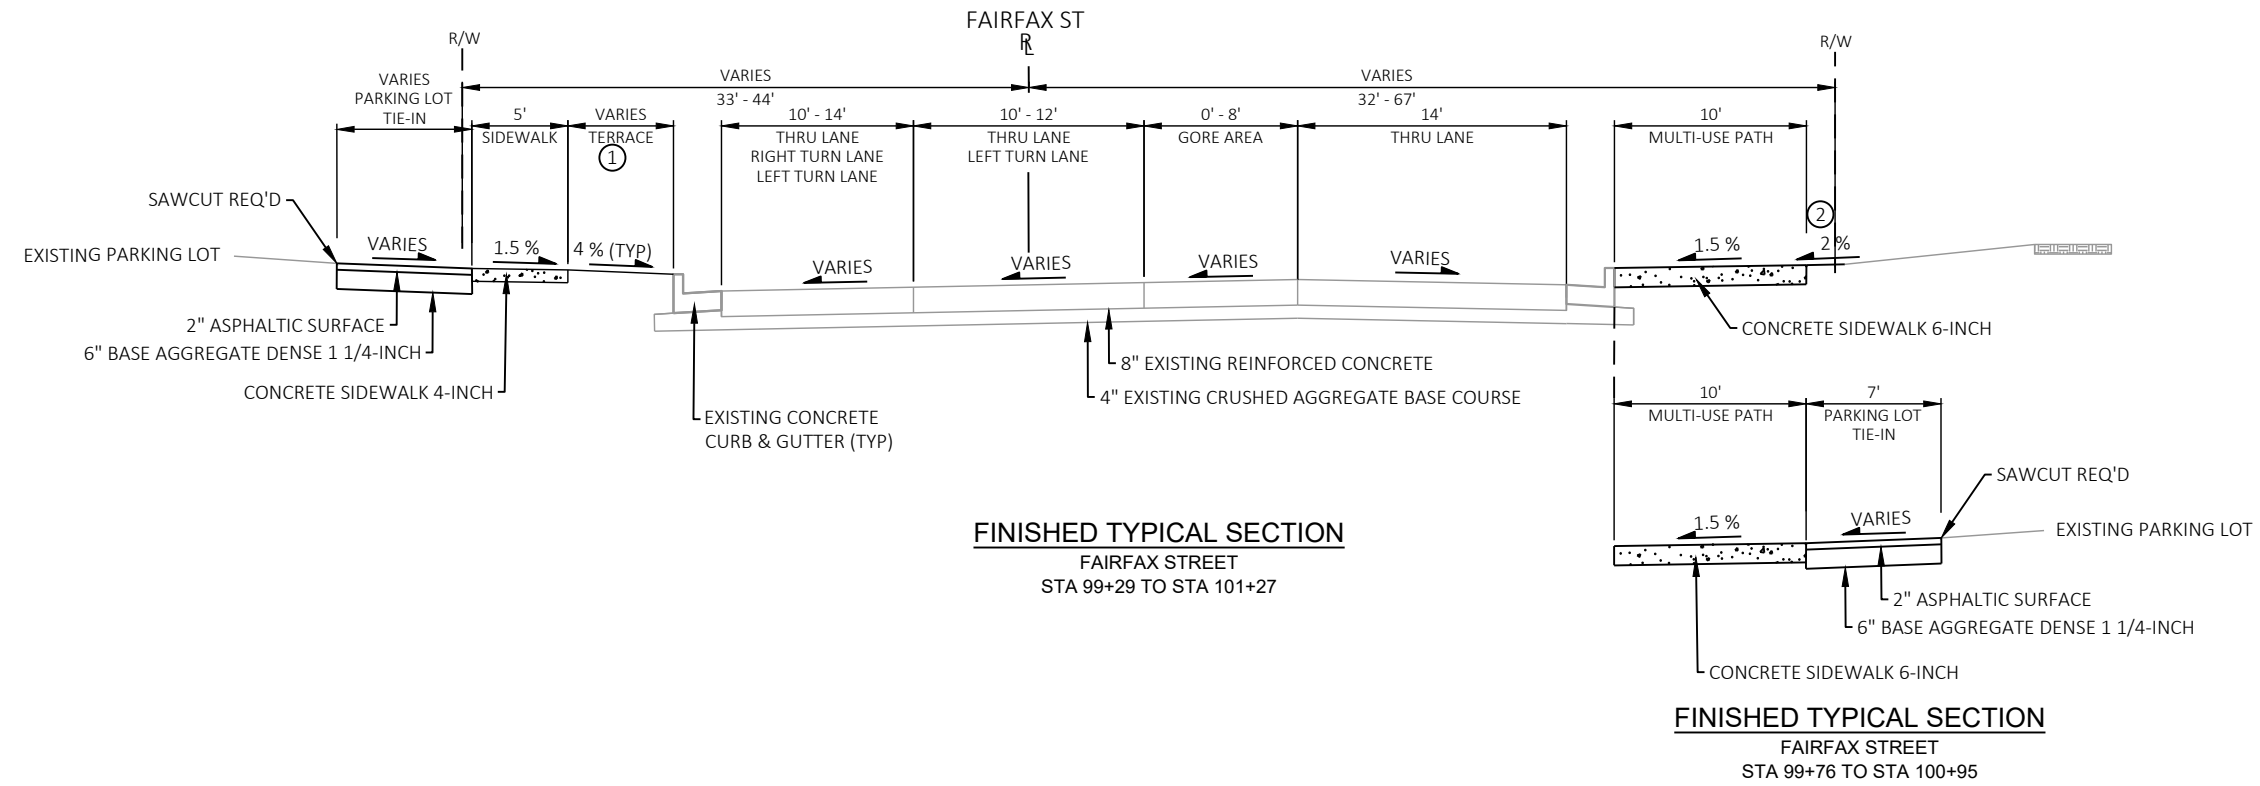 FAIRFAX ST
R/L
R/W
R/W
VARIES
33' - 44'
VARIES
32' - 67'
VARIES
PARKING LOT
TIE-IN
5'
SIDEWALK
VARIES
TERRACE
1
10' - 14'
THRU LANE
RIGHT TURN LANE
LEFT TURN LANE
10' - 12'
THRU LANE
LEFT TURN LANE
0' - 8'
GORE AREA
14'
THRU LANE
10'
MULTI-USE PATH
2
SAWCUT REQ'D
EXISTING PARKING LOT
VARIES
1.5 %
4 % (TYP)
VARIES
VARIES
VARIES
VARIES
1.5 %
2 %
2" ASPHALTIC SURFACE
6" BASE AGGREGATE DENSE 1 1/4-INCH
CONCRETE SIDEWALK 4-INCH
EXISTING CONCRETE
CURB & GUTTER (TYP)
8" EXISTING REINFORCED CONCRETE
4" EXISTING CRUSHED AGGREGATE BASE COURSE
CONCRETE SIDEWALK 6-INCH
FINISHED TYPICAL SECTION
FAIRFAX STREET
STA 99+29 TO STA 101+27
10'
MULTI-USE PATH
7'
PARKING LOT
TIE-IN
SAWCUT REQ'D
1.5 %
VARIES
EXISTING PARKING LOT
2" ASPHALTIC SURFACE
6" BASE AGGREGATE DENSE 1 1/4-INCH
CONCRETE SIDEWALK 6-INCH
FINISHED TYPICAL SECTION
FAIRFAX STREET
STA 99+76 TO STA 100+95